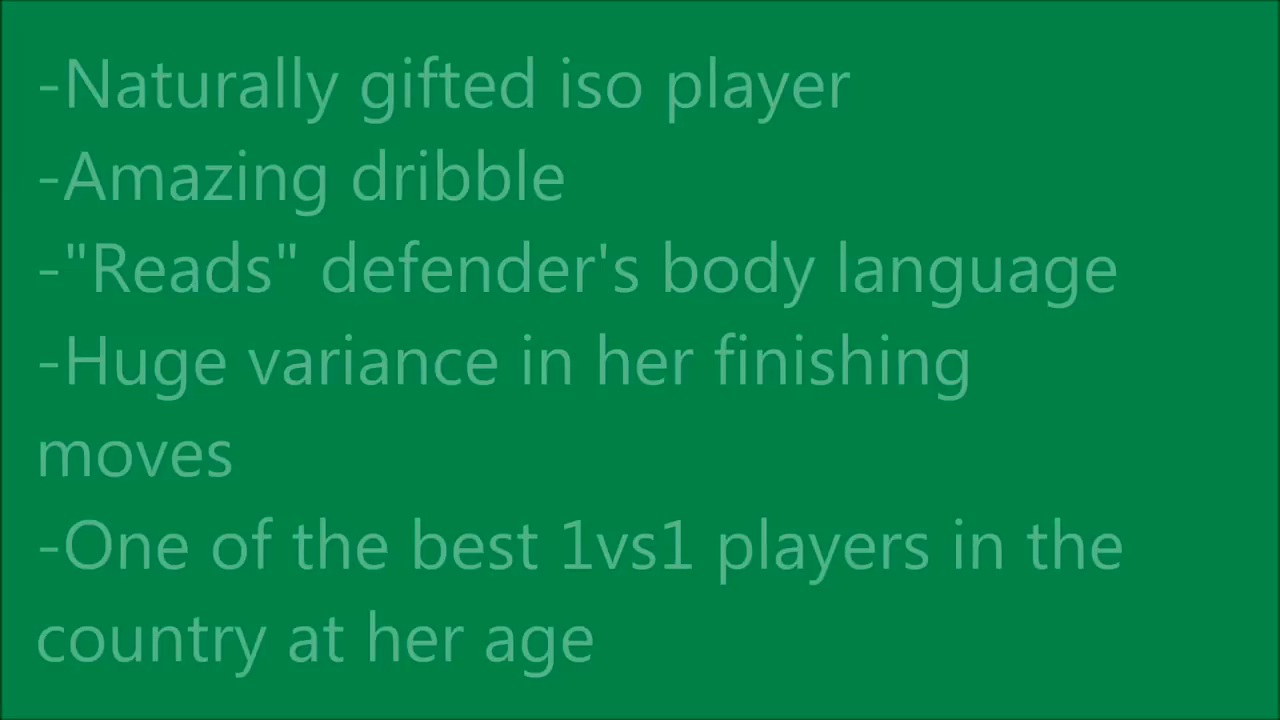 -Naturally gifted iso player
-Amazing dribble
-"Reads" defender's body language
-Huge variance in her finishing
moves
-One of the best 1vs1 players in the
country at her age